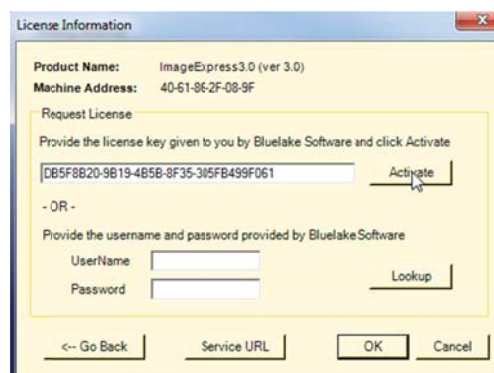 License Information
Product Name: ImageExpress3.0 (ver 3.0)
Machine Address: 40-61-86-2F-08-9F
Request License
Provide the license key given to you by Bluelake Software and click Activate
DB5F8B20-9B19-4B5B-8F35-305FB499F061 Activate
- OR -
Provide the username and password provided by Bluelake Software
UserName
Lookup
Password
<-- Go Back Service URL OK Cancel